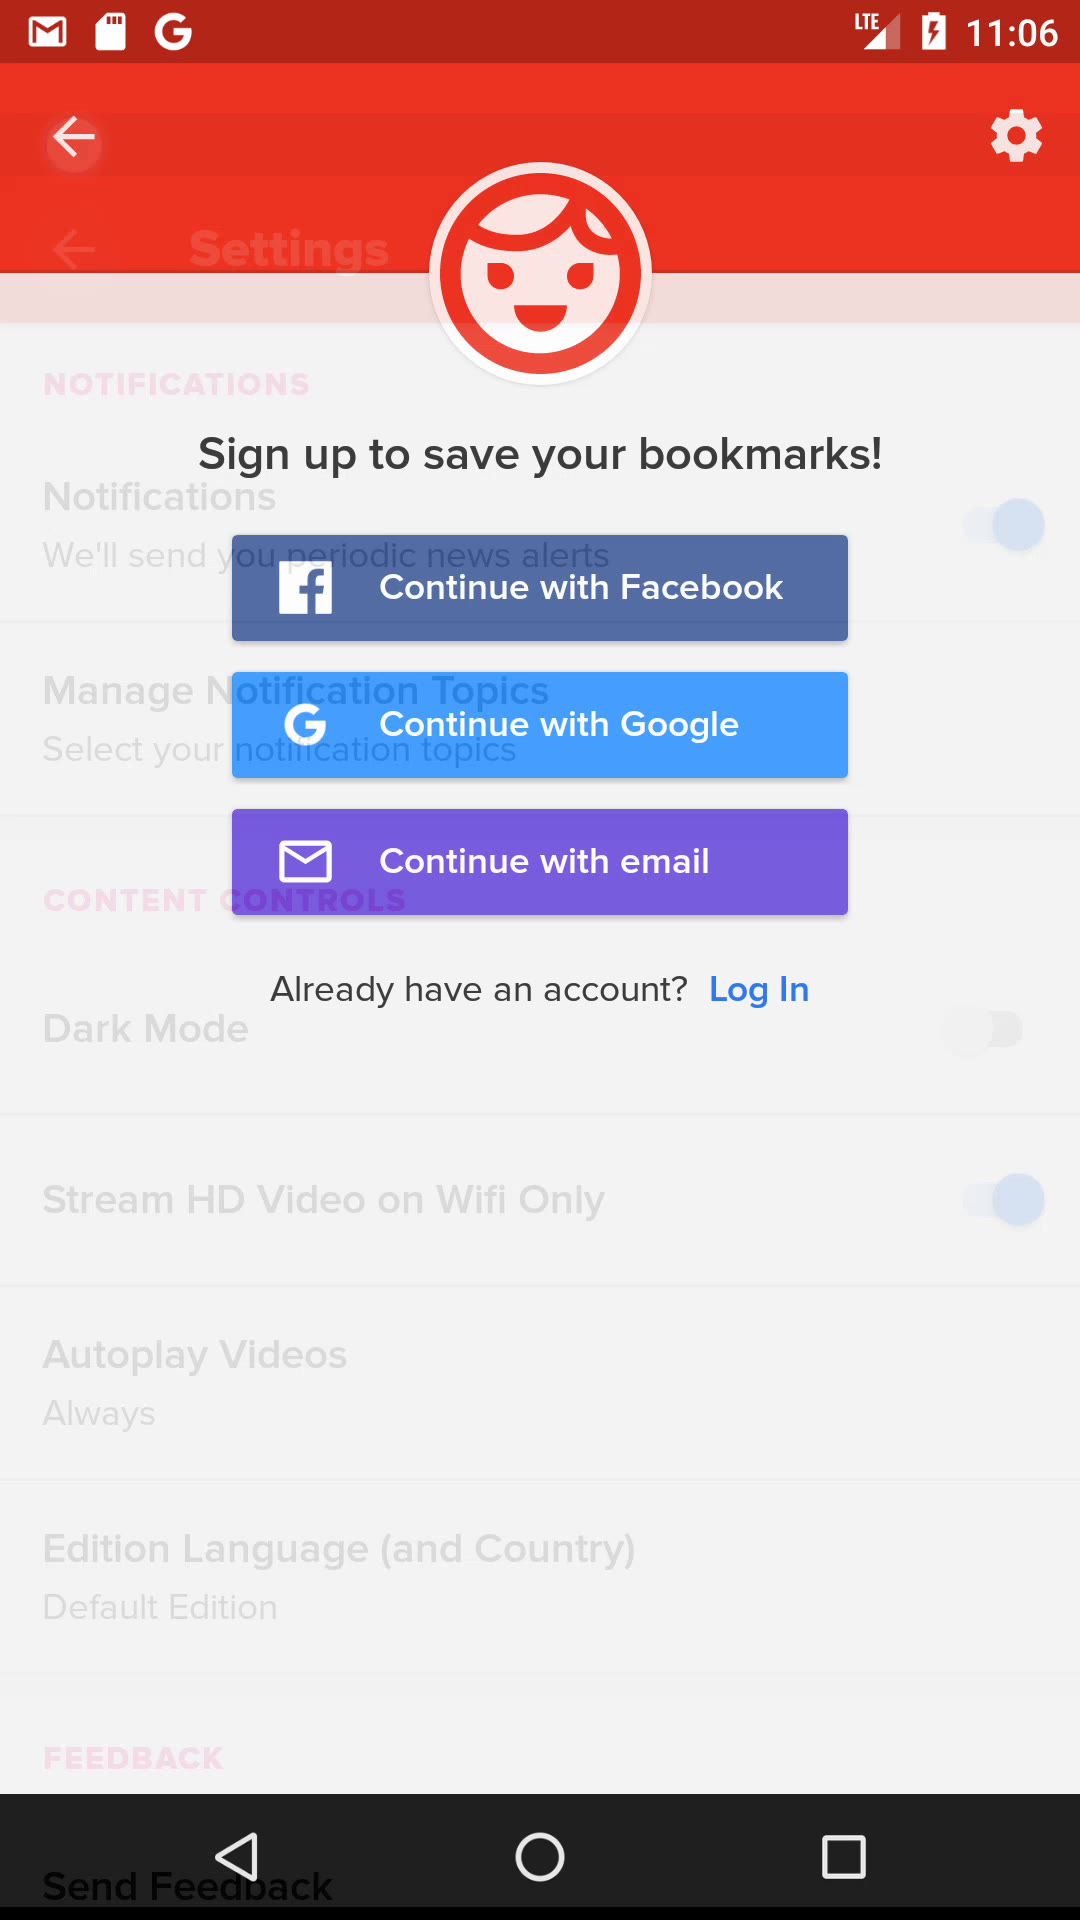 LTE 11:06
Settings
NOTIFICATIONS
Sign up to save your bookmarks!
Notifications
We'll send you periodic news alerts
Continue with Facebook
Manage Notification Topics
Continue with Google
Select your notification topics
Continue with email
CONTENT CONTROLS
Already have an account? Log In
Dark Mode
Stream HD Video on Wifi Only
Autoplay Videos
Always
Edition Language (and Country)
Default Edition
FEEDBACK
Send Feedback